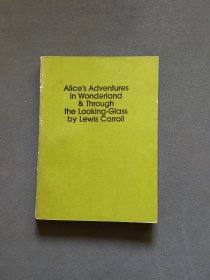 Alice's Adventures
in Wonderland
& Through
the Looking-Glass
by Lewis Carroll